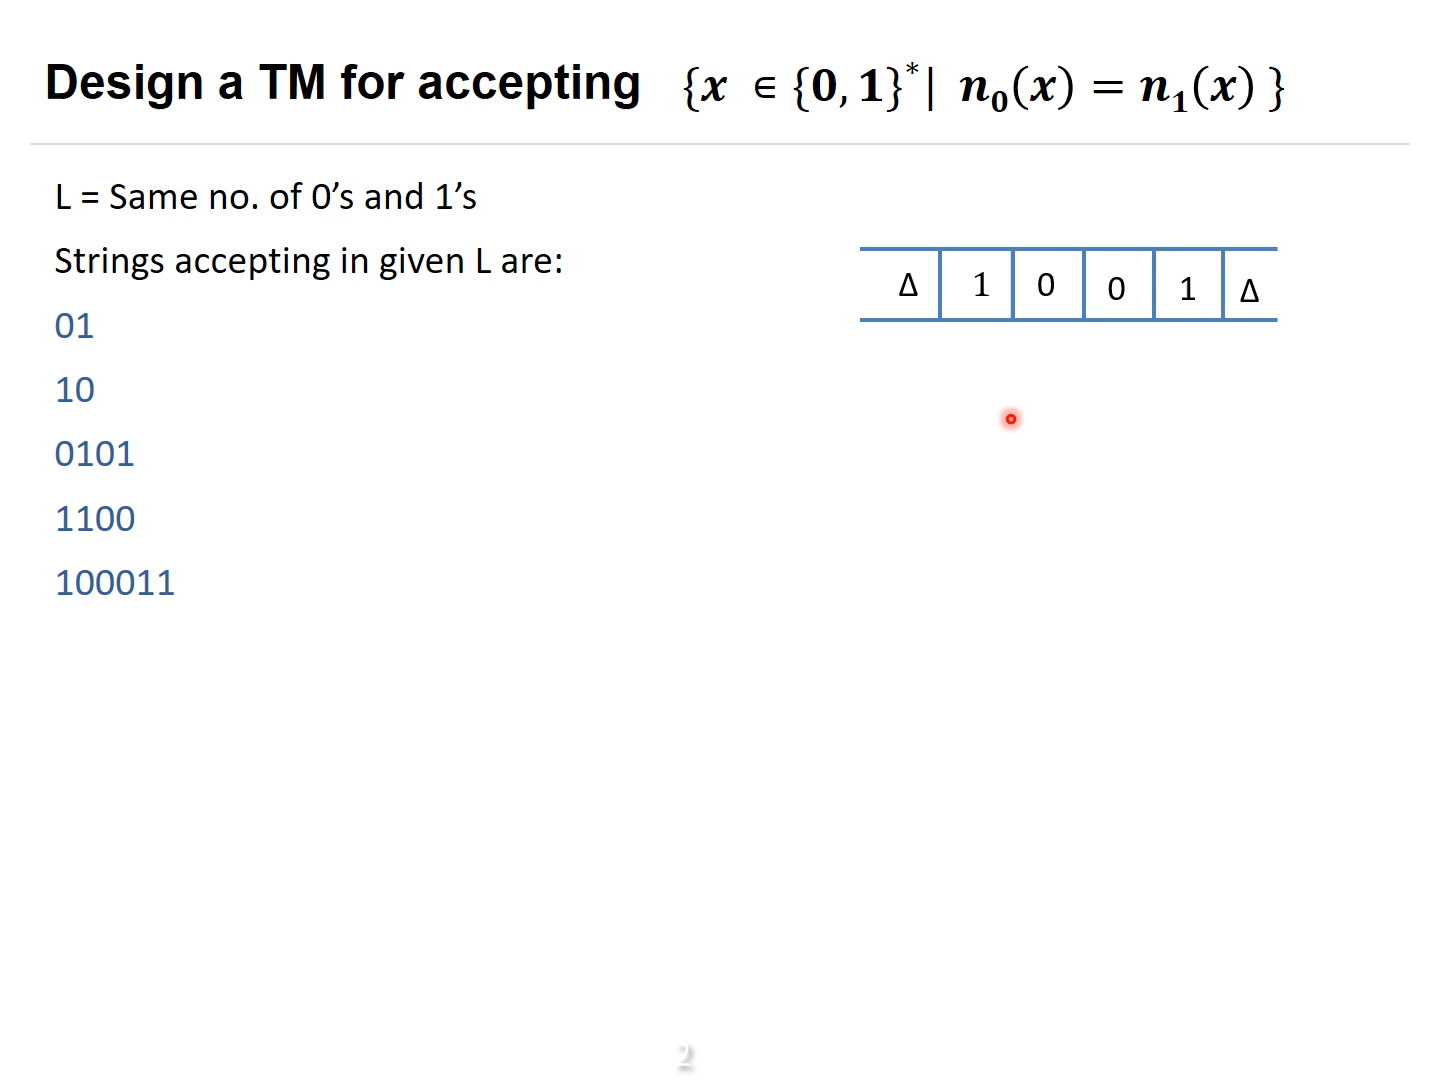 Design a TM for accepting {x ∈ {0, 1}* | n₀(x) = n₁(x) }
L = Same no. of 0’s and 1’s
Strings accepting in given L are:
Δ 1 0 0 1 Δ
01
10
0101
1100
100011
2